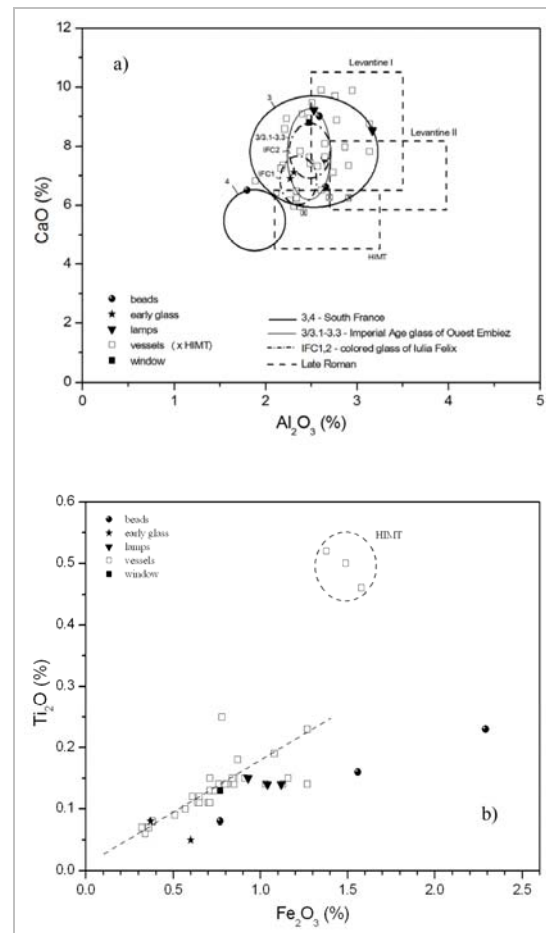 a)
12
10
8
6
4
2
0
CaO (%)
Levantine I
Levantine II
HIMT
3
3/3.1-3.3
IFC2
IFC1
4
beads
early glass
lamps
vessels (x HIMT)
window
3,4 - South France
3/3.1-3.3 - Imperial Age glass of Ouest Embiez
IFC1,2 - colored glass of Iulia Felix
Late Roman
0 1 2 3 4 5
Al₂O₃ (%)
0.6
0.5
0.4
0.3
0.2
0.1
0.0
Ti₂O (%)
beads
early glass
lamps
vessels
window
HIMT
b)
0.0 0.5 1.0 1.5 2.0 2.5
Fe₂O₃ (%)